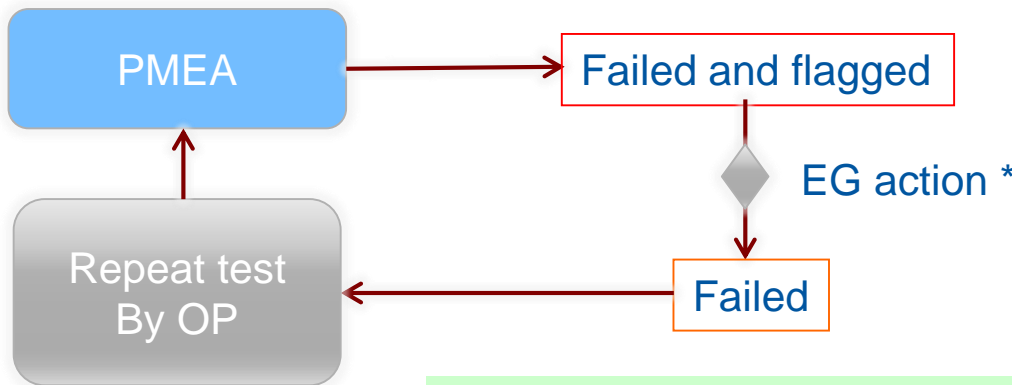 PMEA
Failed and flagged
EG action *
Repeat test
By OP
Failed